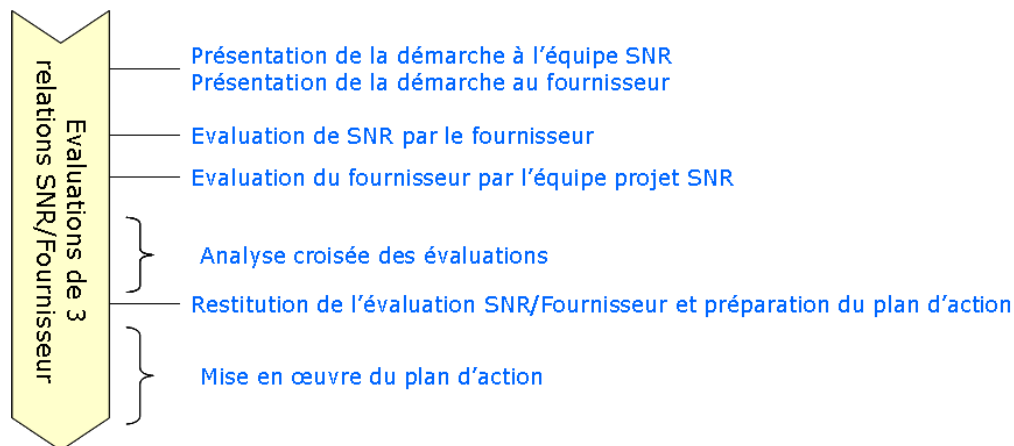 Evaluations de 3
relations SNR/Fournisseur
Présentation de la démarche à l'équipe SNR
Présentation de la démarche au fournisseur
Evaluation de SNR par le fournisseur
Evaluation du fournisseur par l'équipe projet SNR
Analyse croisée des évaluations
Restitution de l'évaluation SNR/Fournisseur et préparation du plan d'action
Mise en œuvre du plan d'action